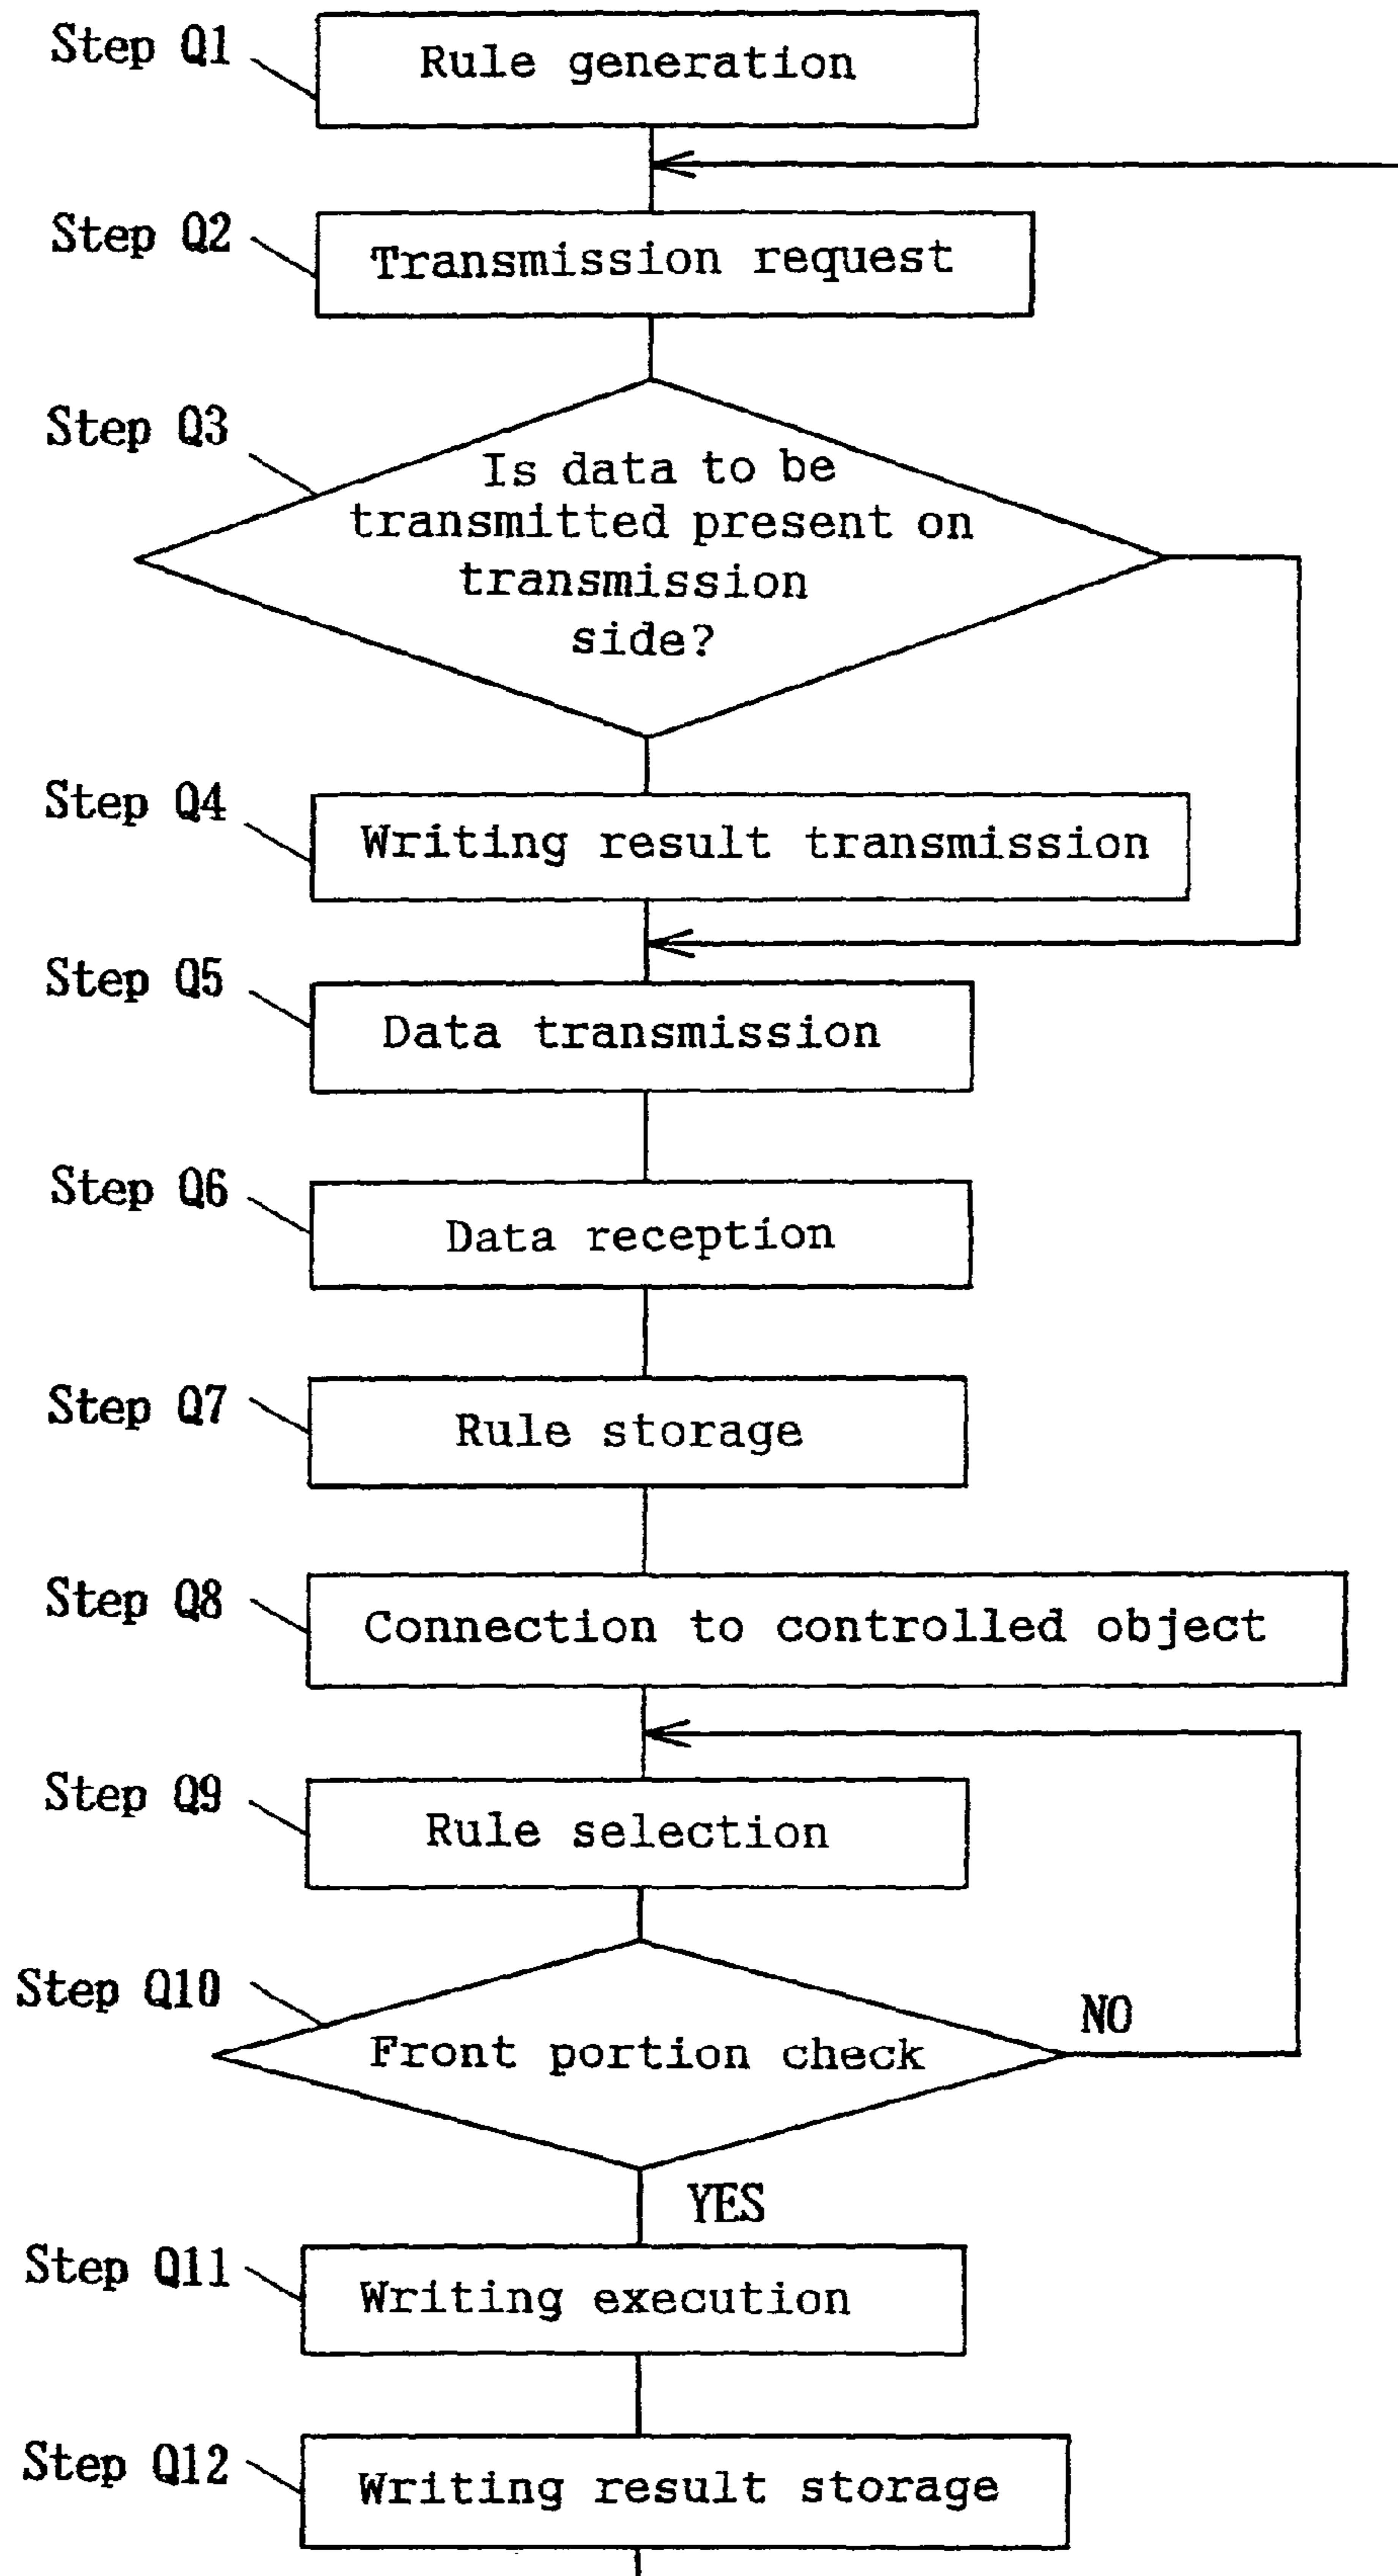 Step Q1
Rule generation
Step Q2
Transmission request
Step Q3
Is data to be
transmitted present on
transmission
side?
Step Q4
Writing result transmission
Step Q5
Data transmission
Step Q6
Data reception
Step Q7
Rule storage
Step Q8
Connection to controlled object
Step Q9
Rule selection
Step Q10
Front portion check
NO
YES
Step Q11
Writing execution
Step Q12
Writing result storage